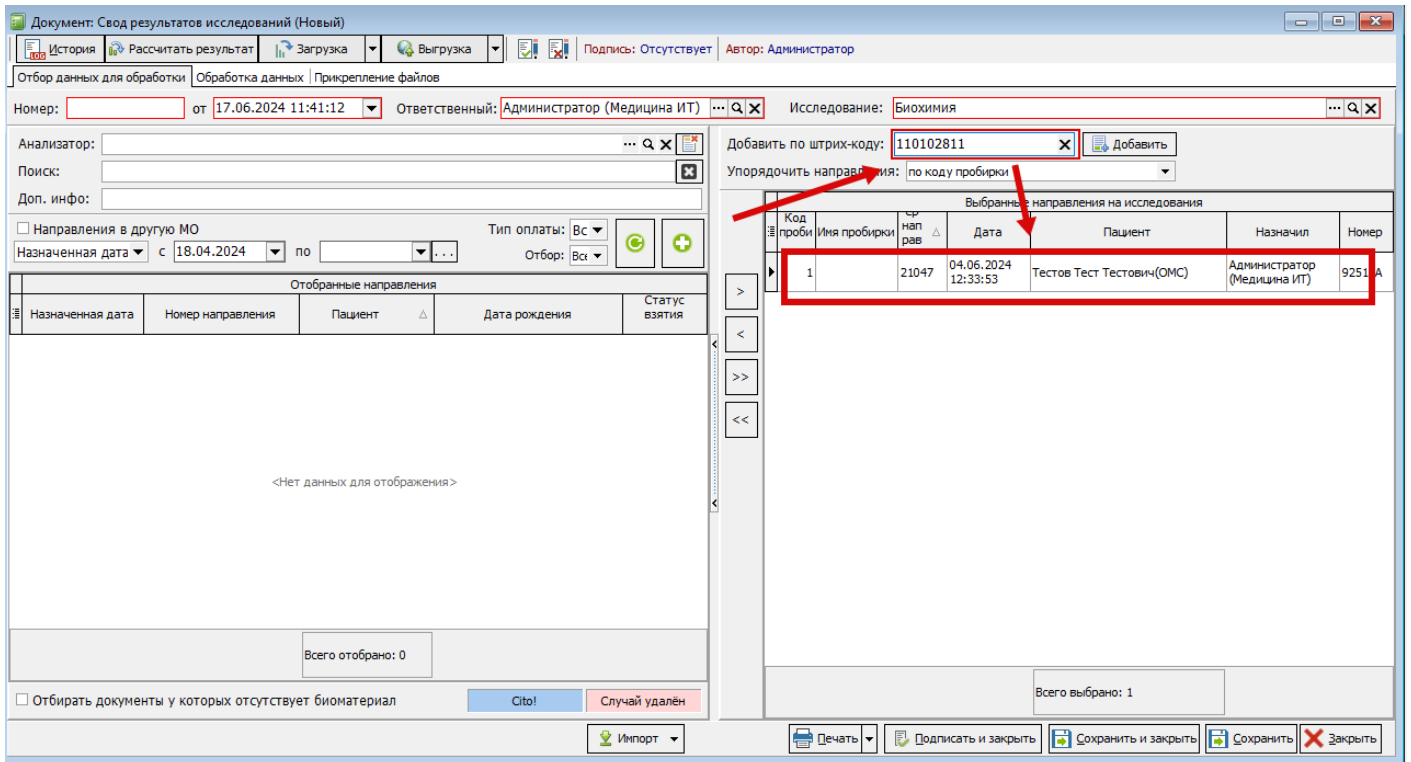 Документ: Свод результатов исследований (Новый)
История Рассчитать результат Загрузка Выгрузка Подпись: Отсутствует Автор: Администратор
Отбор данных для обработки Обработка данных Прикрепление файлов
Номер: от 17.06.2024 11:41:12 Ответственный: Администратор (Медицина ИТ) Исследование: Биохимия
Анализатор:
Поиск:
Доп. инфо:
Направления в другую МО Тип оплаты: Вс
Назначенная дата с 18.04.2024 по ... Отбор: Все
Отобранные направления
Назначенная дата Номер направления Пациент Дата рождения Статус
взятия
<Нет данных для отображения>
Всего отобрано: 0
Отбирать документы у которых отсутствует биоматериал Cito! Случай удалён
Импорт
>
<
>>
<<
Добавить по штрих-коду: 110102811 Добавить
Упорядочить направления: по коду пробирки
Выбранные направления на исследования
Код
проби Имя пробирки нап
рав Дата Пациент Назначил Номер
1 21047 04.06.2024
12:33:53 Тестов Тест Тестович(ОМС) Администратор
(Медицина ИТ)
Всего выбрано: 1
Печать Подписать и закрыть Сохранить и закрыть Сохранить Закрыть